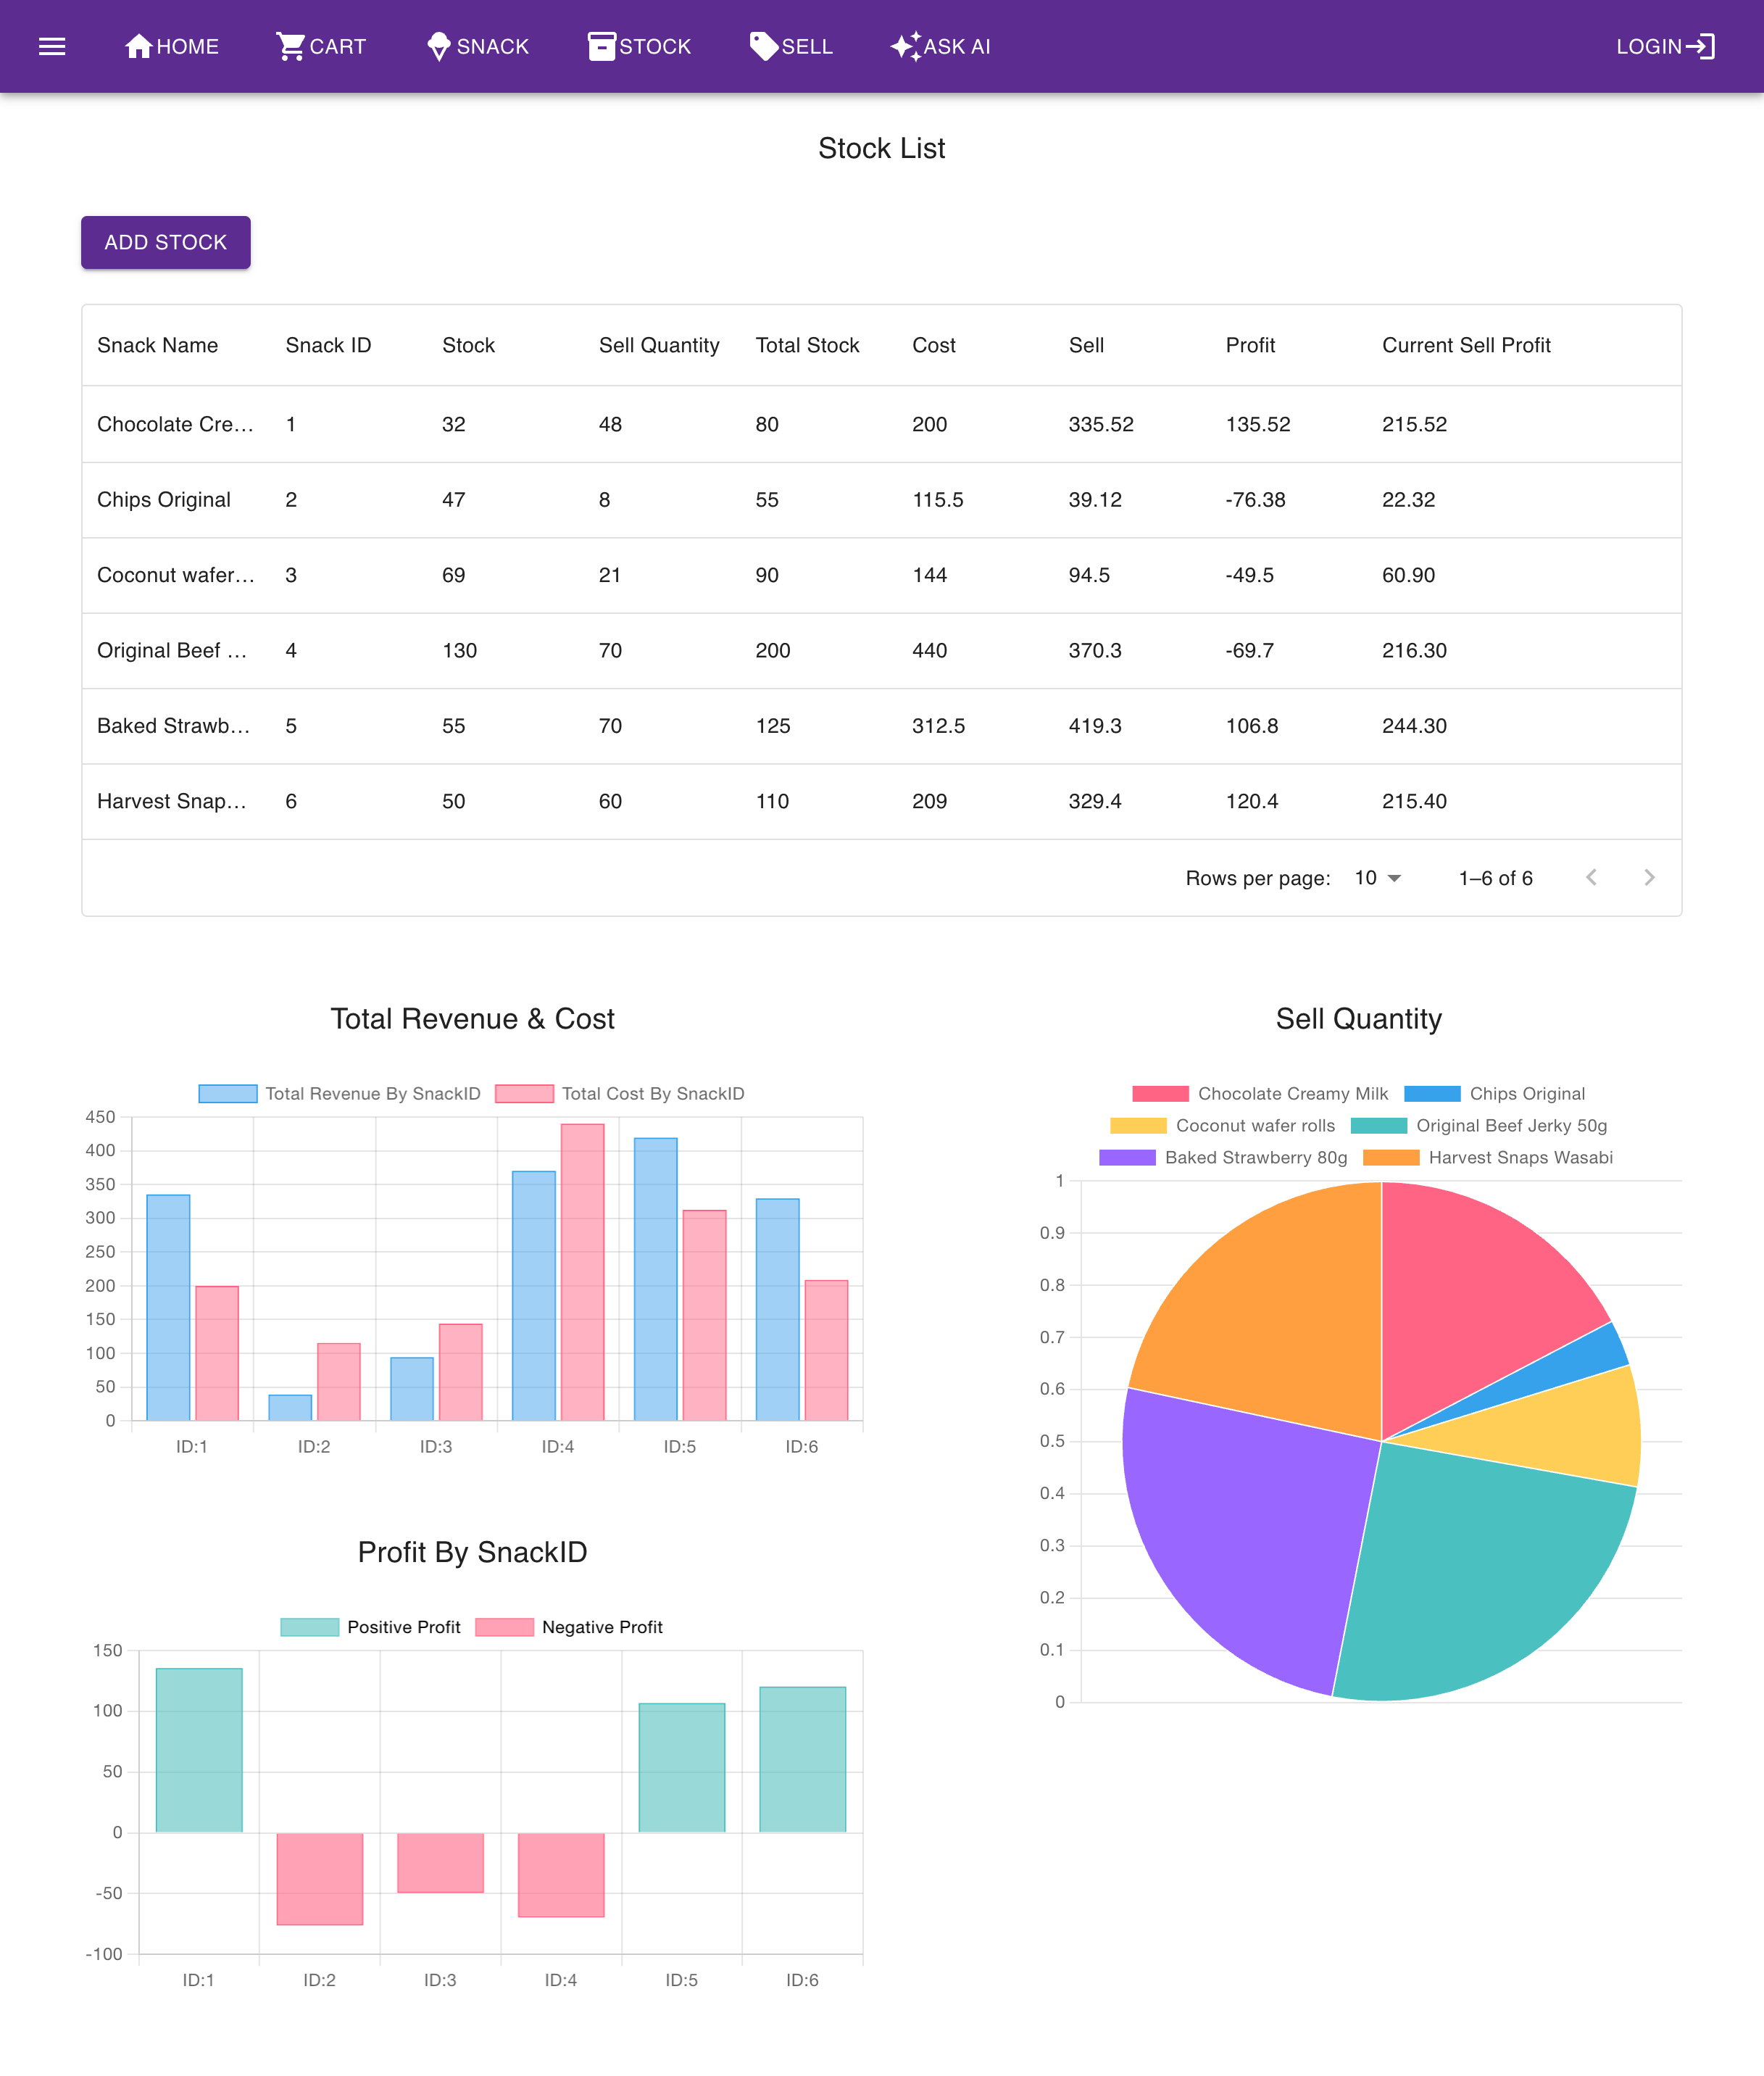 HOME CART SNACK STOCK SELL ASK AI LOGIN
Stock List
ADD STOCK
Snack Name Snack ID Stock Sell Quantity Total Stock Cost Sell Profit Current Sell Profit
Chocolate Cre… 1 32 48 80 200 335.52 135.52 215.52
Chips Original 2 47 8 55 115.5 39.12 -76.38 22.32
Coconut wafer… 3 69 21 90 144 94.5 -49.5 60.90
Original Beef … 4 130 70 200 440 370.3 -69.7 216.30
Baked Strawb… 5 55 70 125 312.5 419.3 106.8 244.30
Harvest Snap… 6 50 60 110 209 329.4 120.4 215.40
Rows per page: 10 1–6 of 6
Total Revenue & Cost
Total Revenue By SnackID Total Cost By SnackID
450
400
350
300
250
200
150
100
50
0
ID:1 ID:2 ID:3 ID:4 ID:5 ID:6
Profit By SnackID
Positive Profit Negative Profit
150
100
50
0
-50
-100
ID:1 ID:2 ID:3 ID:4 ID:5 ID:6
Sell Quantity
Chocolate Creamy Milk Chips Original
Coconut wafer rolls Original Beef Jerky 50g
Baked Strawberry 80g Harvest Snaps Wasabi
1
0.9
0.8
0.7
0.6
0.5
0.4
0.3
0.2
0.1
0